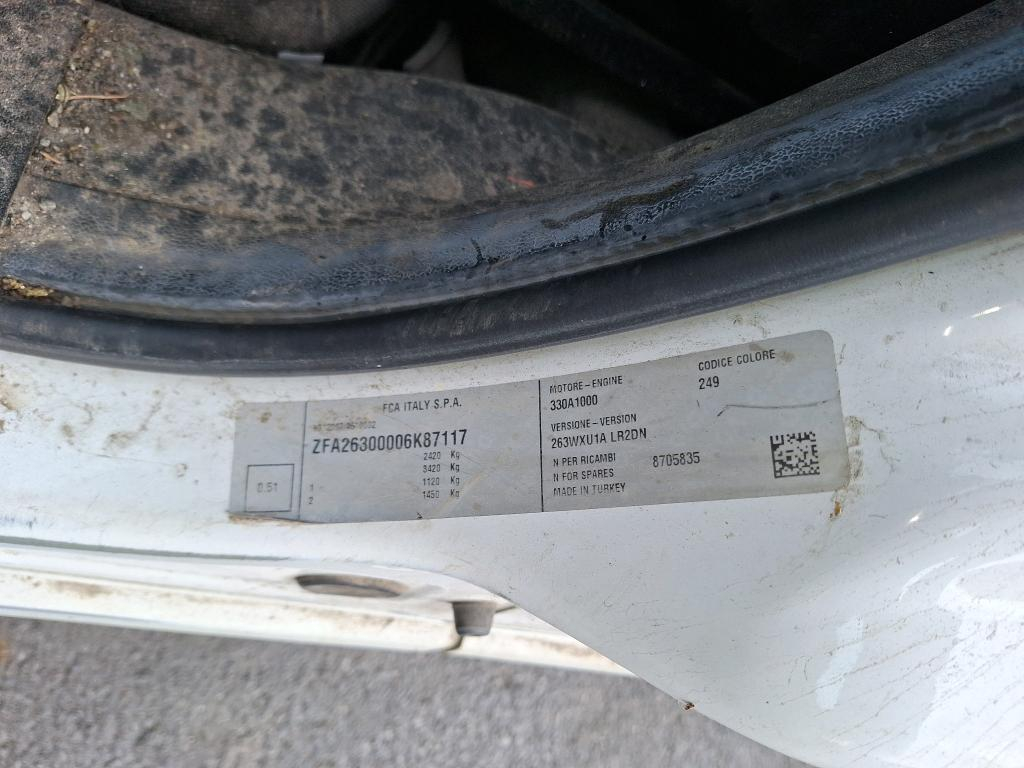 FCA ITALY S.P.A.
ZFA26300006K87117
2420 Kg
3420 Kg
1 - 1120 Kg
2 1450 Kg
0.51
MOTORE-ENGINE
330A1000
VERSIONE-VERSION
263WXU1A LR2DN
N PER RICAMBI
N FOR SPARES
8705835
MADE IN TURKEY
CODICE COLORE
249